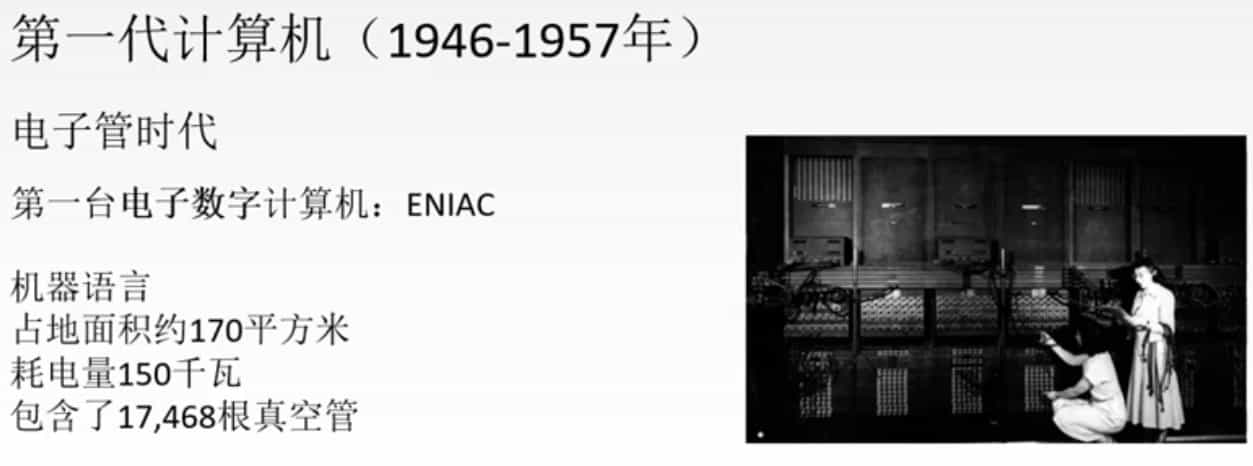 第一代计算机（1946-1957年）
电子管时代
第一台电子数字计算机：ENIAC
机器语言
占地面积约170平方米
耗电量150千瓦
包含了17,468根真空管